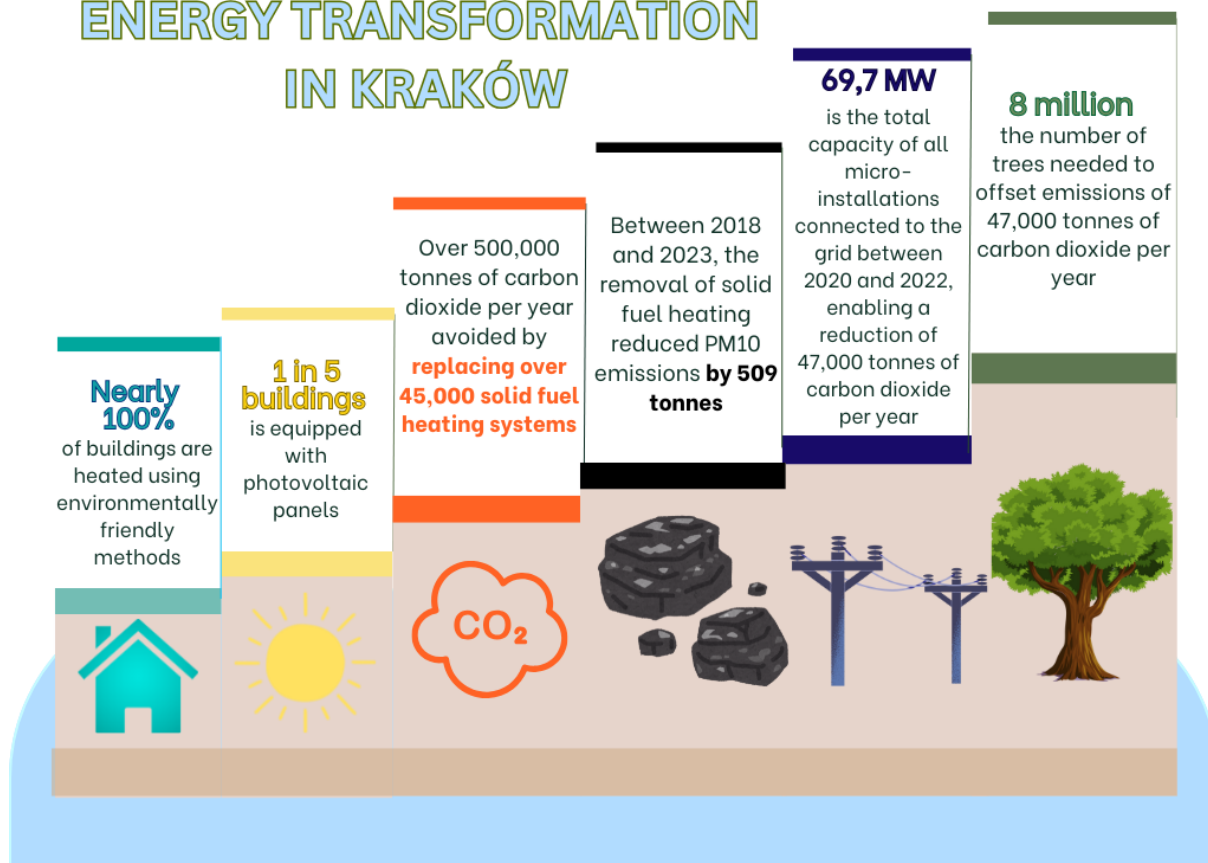 ENERGY TRANSFORMATION
IN KRAKÓW
Nearly
100%
of buildings are
heated using
environmentally
friendly
methods
1 in 5
buildings
is equipped
with
photovoltaic
panels
Over 500,000
tonnes of carbon
dioxide per year
avoided by
replacing over
45,000 solid fuel
heating systems
Between 2018
and 2023, the
removal of solid
fuel heating
reduced PM10
emissions by 509
tonnes
69,7 MW
is the total
capacity of all
micro-
installations
connected to the
grid between
2020 and 2022,
enabling a
reduction of
47,000 tonnes of
carbon dioxide
per year
8 million
the number of
trees needed to
offset emissions of
47,000 tonnes of
carbon dioxide per
year
CO₂